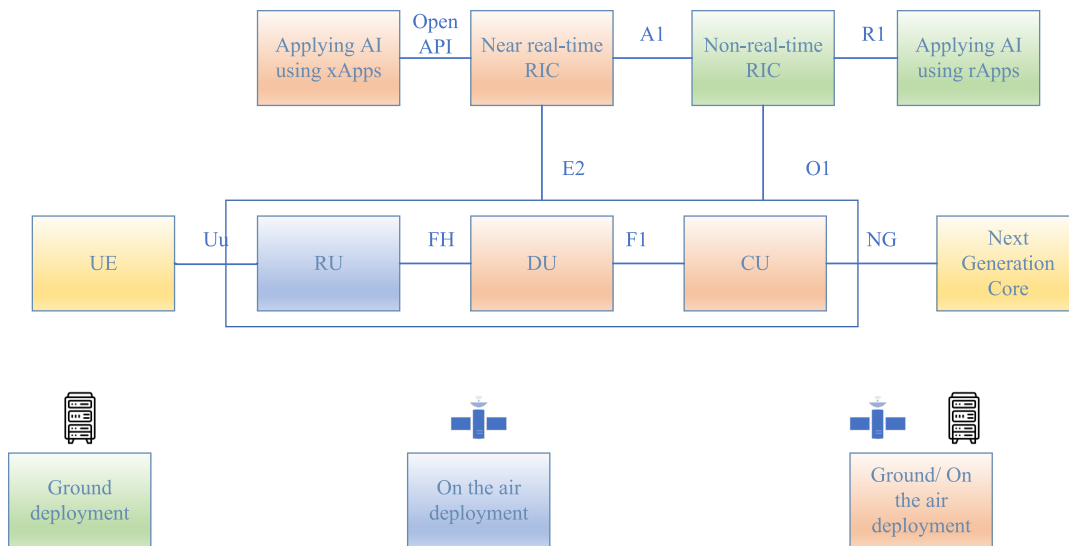 Applying AI
using xApps
Open
API
Near real-time
RIC
A1
Non-real-time
RIC
R1
Applying AI
using rApps
E2
O1
UE
Uu
RU
FH
DU
F1
CU
NG
Next
Generation
Core
Ground
deployment
On the air
deployment
Ground/ On
the air
deployment